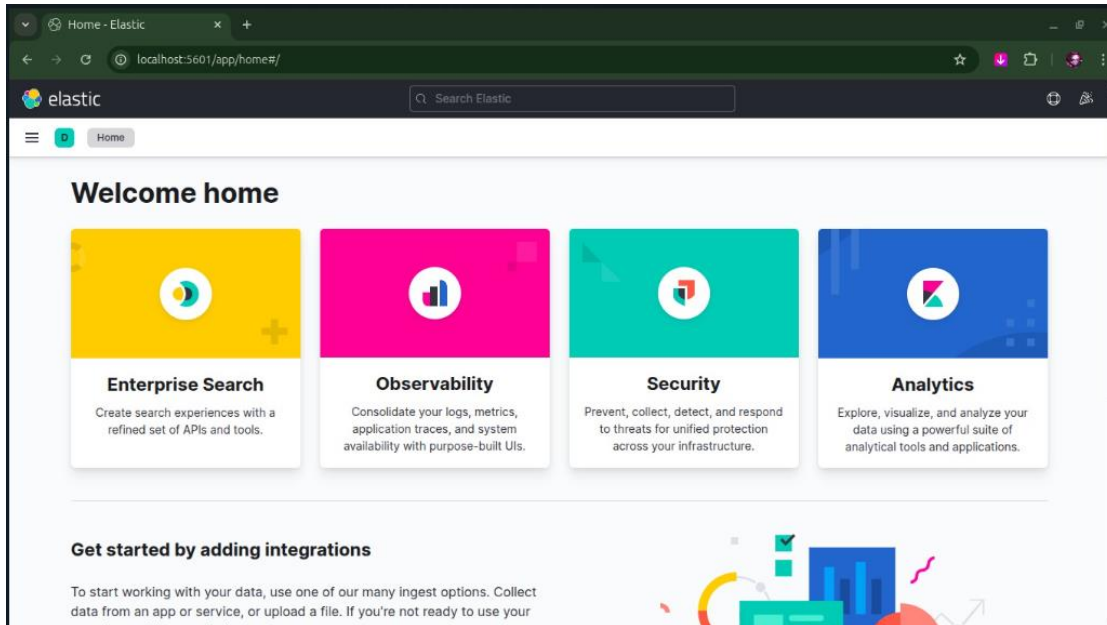 Home - Elastic
localhost:5601/app/home#/
elastic
Search Elastic
D
Home
Welcome home
Enterprise Search
Create search experiences with a
refined set of APIs and tools.
Observability
Consolidate your logs, metrics,
application traces, and system
availability with purpose-built UIs.
Security
Prevent, collect, detect, and respond
to threats for unified protection
across your infrastructure.
Analytics
Explore, visualize, and analyze your
data using a powerful suite of
analytical tools and applications.
Get started by adding integrations
To start working with your data, use one of our many ingest options. Collect
data from an app or service, or upload a file. If you're not ready to use your